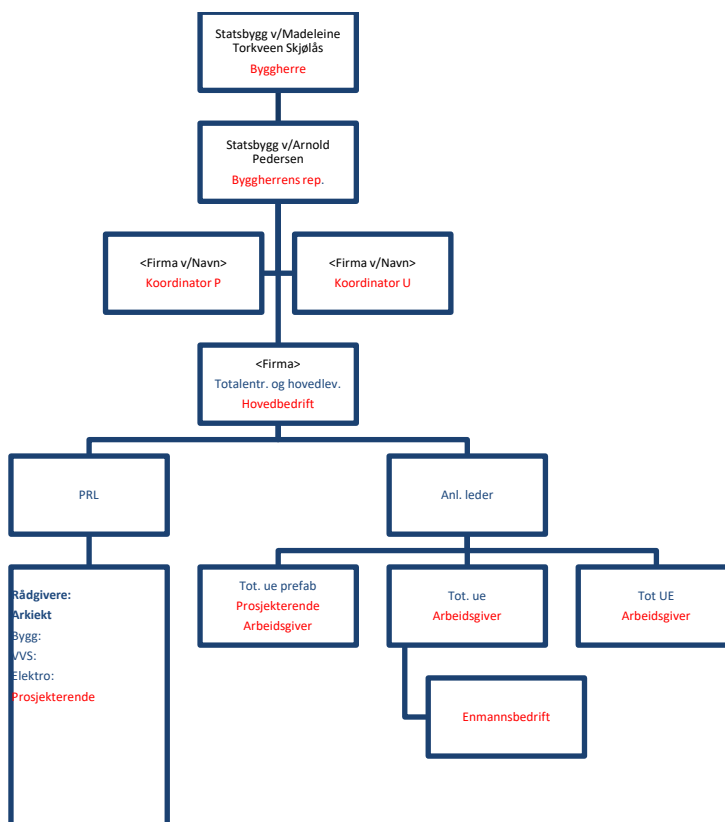 Statsbygg v/Madeleine
Torkveen Skjølås
Byggherre
Statsbygg v/Arnold
Pedersen
Byggherrens rep.
<Firma v/Navn>
Koordinator P
<Firma v/Navn>
Koordinator U
<Firma>
Totalentr. og hovedlev.
Hovedbedrift
PRL
Anl. leder
Rådgivere:
Arkiekt
Bygg:
VVS:
Elektro:
Prosjekterende
Tot. ue prefab
Prosjekterende
Arbeidsgiver
Tot. ue
Arbeidsgiver
Tot UE
Arbeidsgiver
Enmannsbedrift